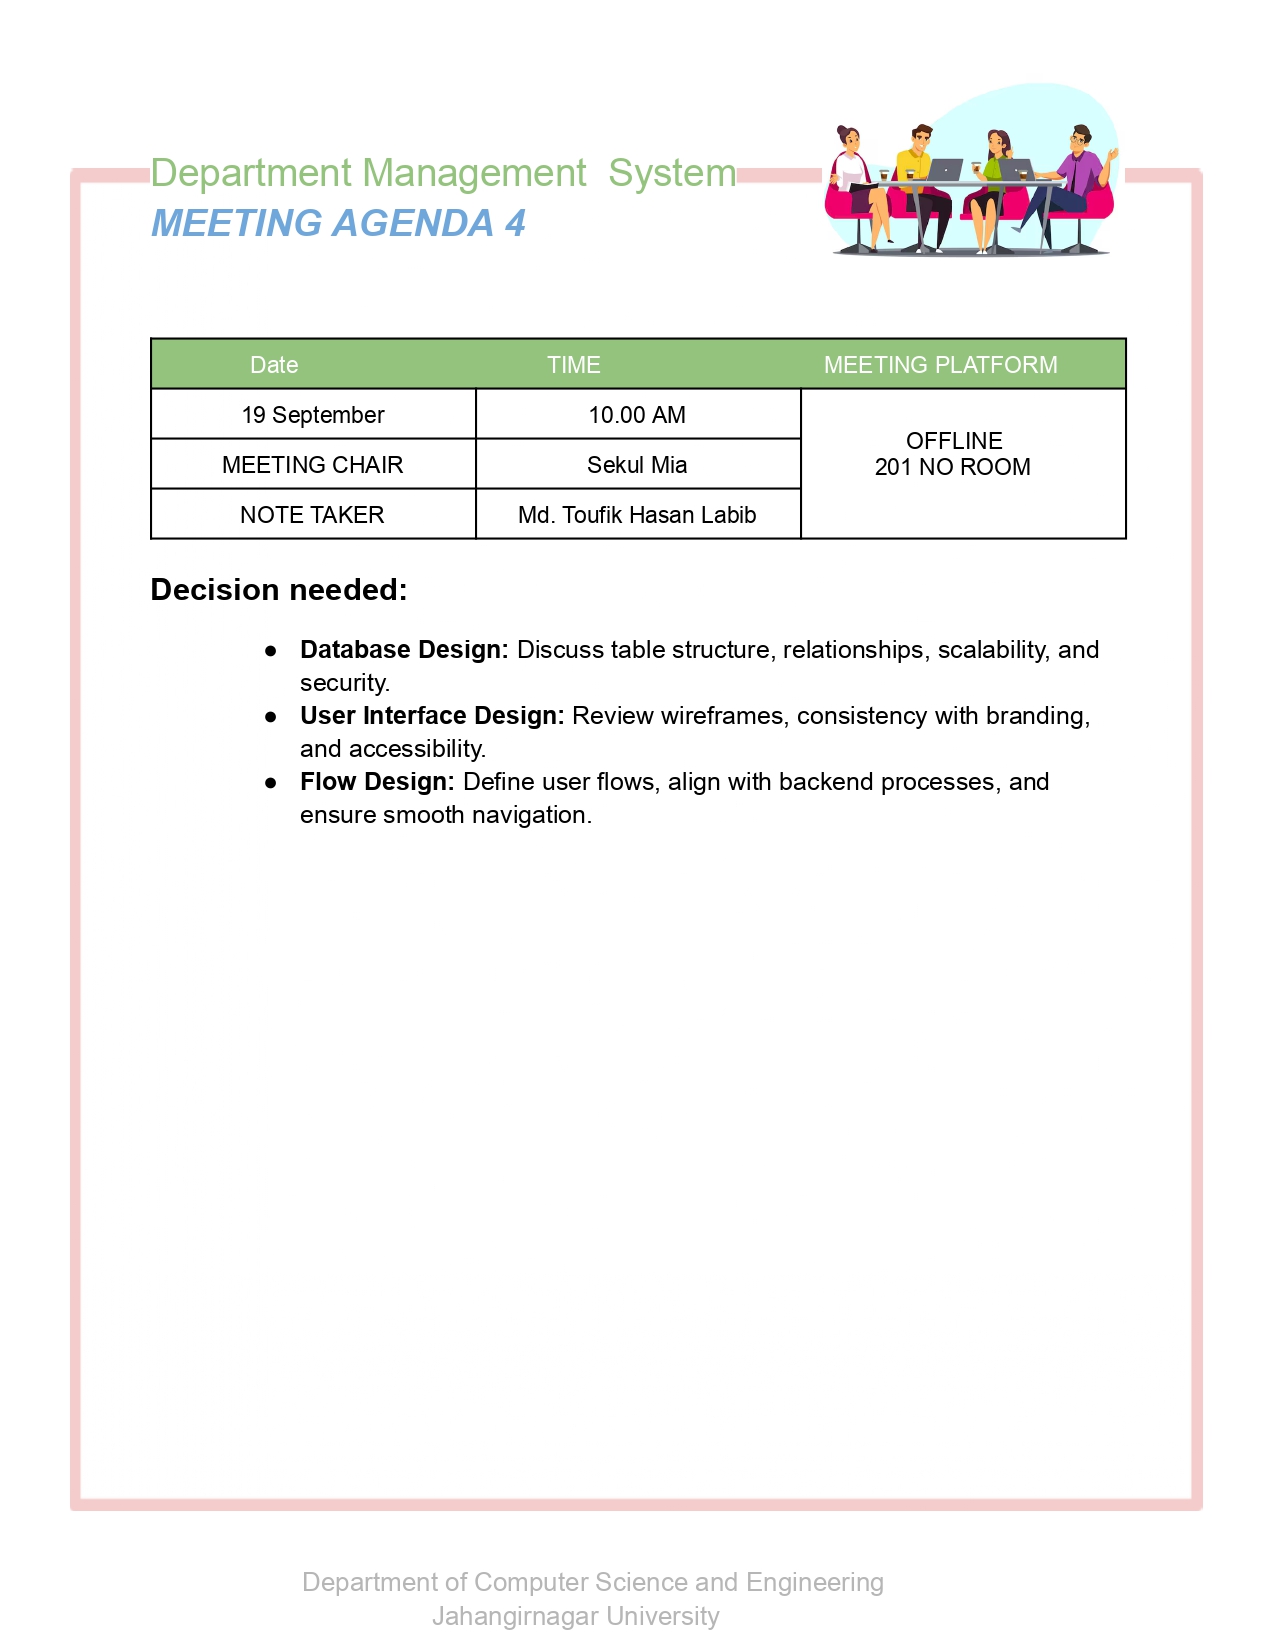 Department Management  System
MEETING AGENDA 4
Date TIME MEETING PLATFORM
19 September 10.00 AM
OFFLINE
201 NO ROOM
MEETING CHAIR Sekul Mia
NOTE TAKER Md. Toufik Hasan Labib
Decision needed:
● Database Design: Discuss table structure, relationships, scalability, and
security.
● User Interface Design: Review wireframes, consistency with branding,
and accessibility.
● Flow Design: Define user flows, align with backend processes, and
ensure smooth navigation.
Department of Computer Science and Engineering
Jahangirnagar University